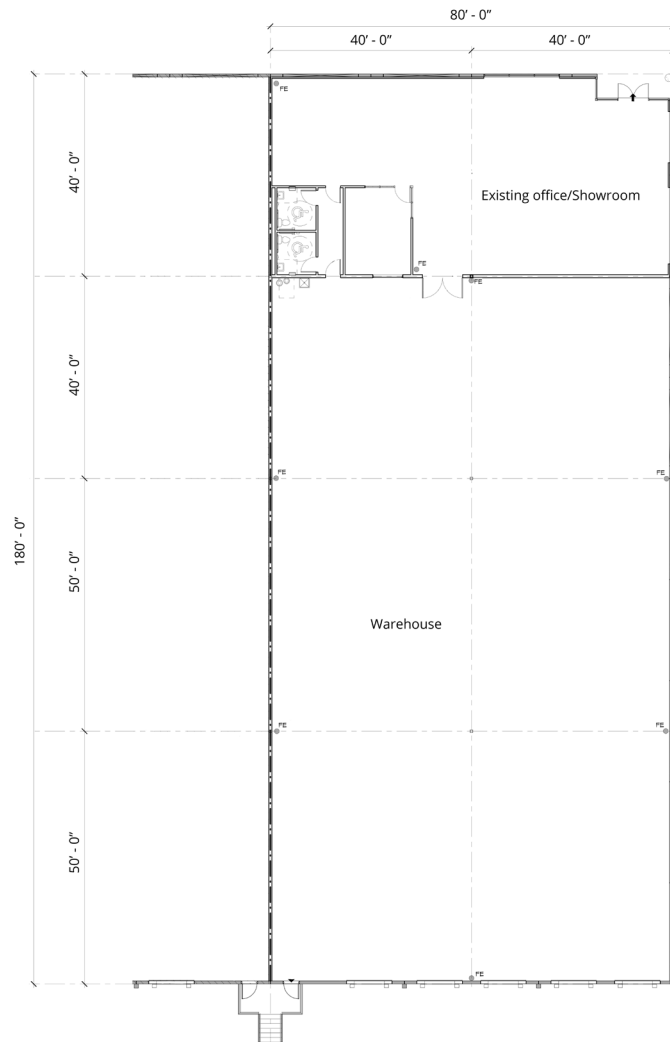 80’ - 0”
40’ - 0”
40’ - 0”
FE
40’ - 0”
Existing office/Showroom
FE
FE
40’ - 0”
FE
FE
180’ - 0”
50’ - 0”
Warehouse
FE
FE
50’ - 0”
FE